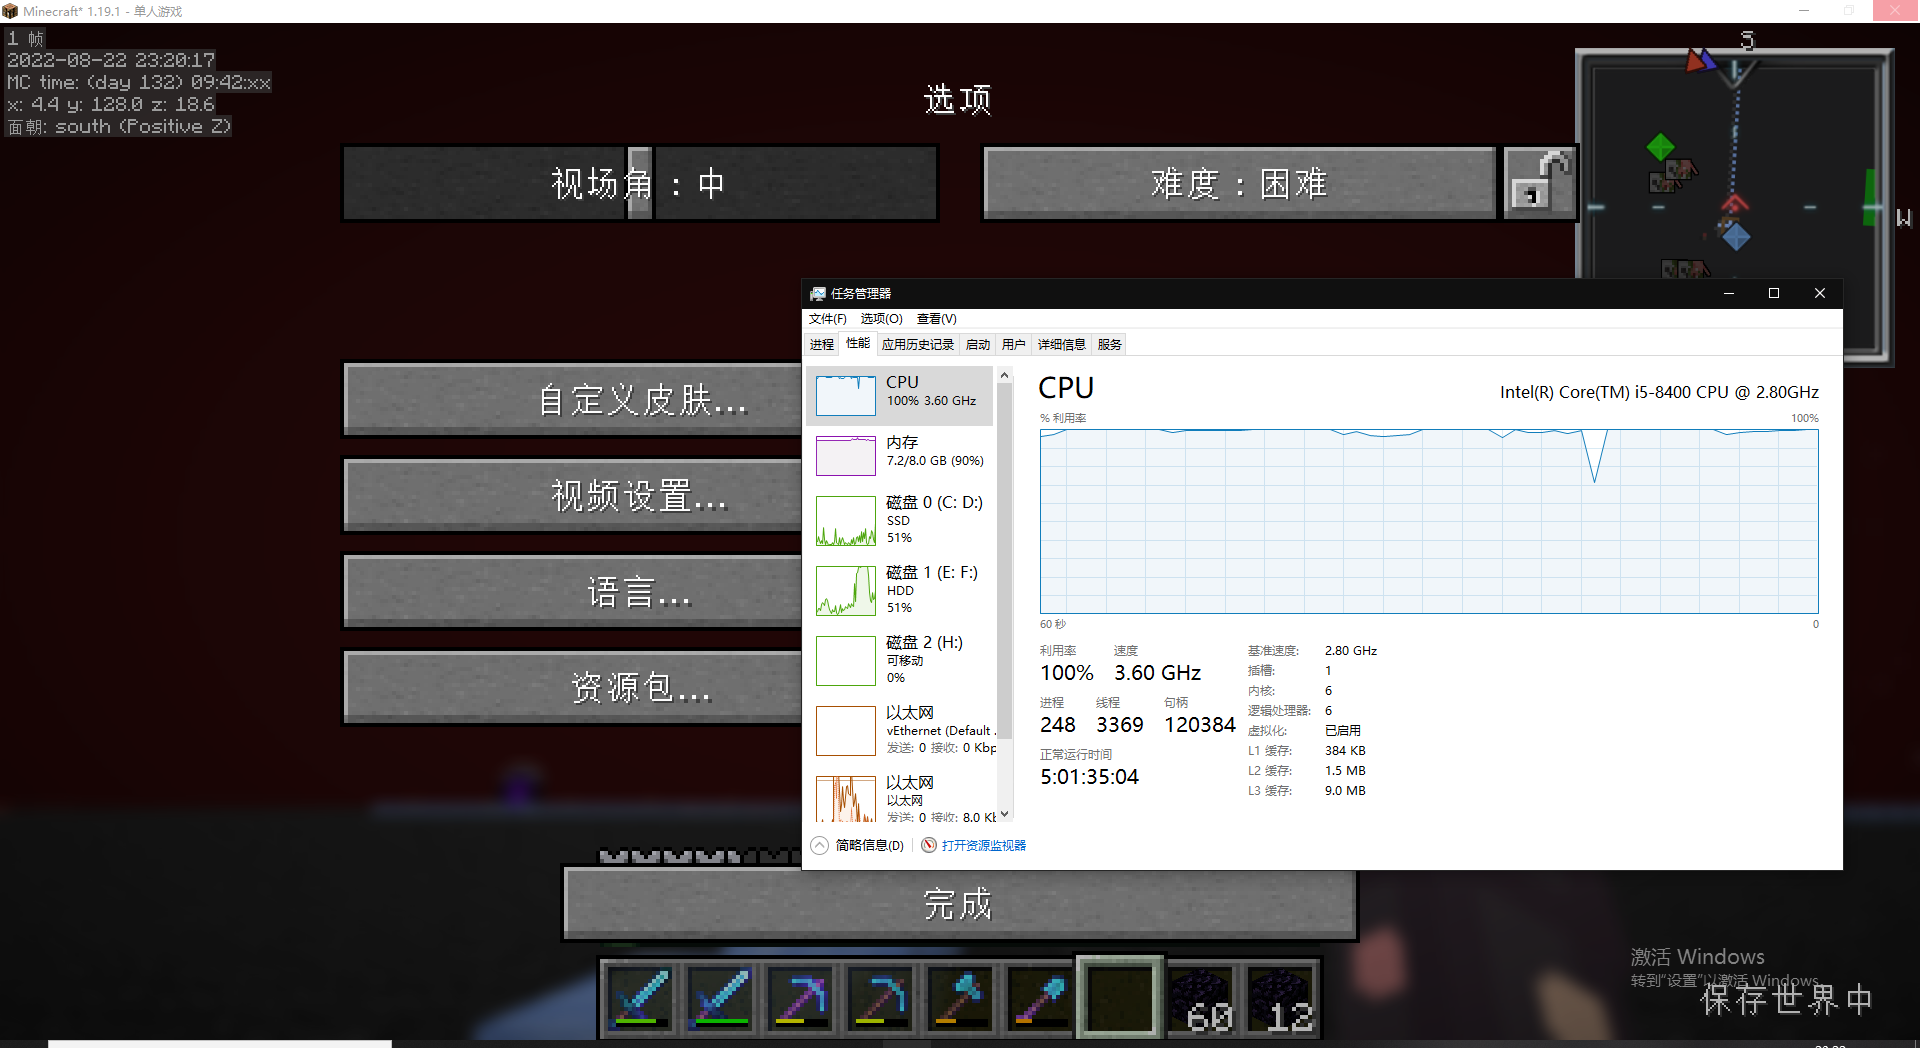 Minecraft* 1.19.1 - 单人游戏
1 帧
2022-08-22 23:20:17
MC time: (day 132) 09:42:xx
x: 4.4 y: 128.0 z: 18.6
面朝: south (Positive Z)
选项
S
W
视场角：中
难度：困难
自定义皮肤...
视频设置...
语言...
资源包...
完成
60
12
任务管理器
文件(F) 选项(O) 查看(V)
进程 性能 应用历史记录 启动 用户 详细信息 服务
CPU
100% 3.60 GHz
内存
7.2/8.0 GB (90%)
磁盘 0 (C: D:)
SSD
51%
磁盘 1 (E: F:)
HDD
51%
磁盘 2 (H:)
可移动
0%
以太网
vEthernet (Default .
发送: 0 接收: 0 Kbp
以太网
以太网
发送: 0 接收: 8.0 Kb
CPU
Intel(R) Core(TM) i5-8400 CPU @ 2.80GHz
% 利用率 100%
60 秒 0
利用率 速度
100% 3.60 GHz
进程 线程 句柄
248 3369 120384
正常运行时间
5:01:35:04
基准速度: 2.80 GHz
插槽: 1
内核: 6
逻辑处理器: 6
虚拟化: 已启用
L1 缓存: 384 KB
L2 缓存: 1.5 MB
L3 缓存: 9.0 MB
简略信息(D) 打开资源监视器
激活 Windows
转到"设置"以激活 Windows。
保存世界中